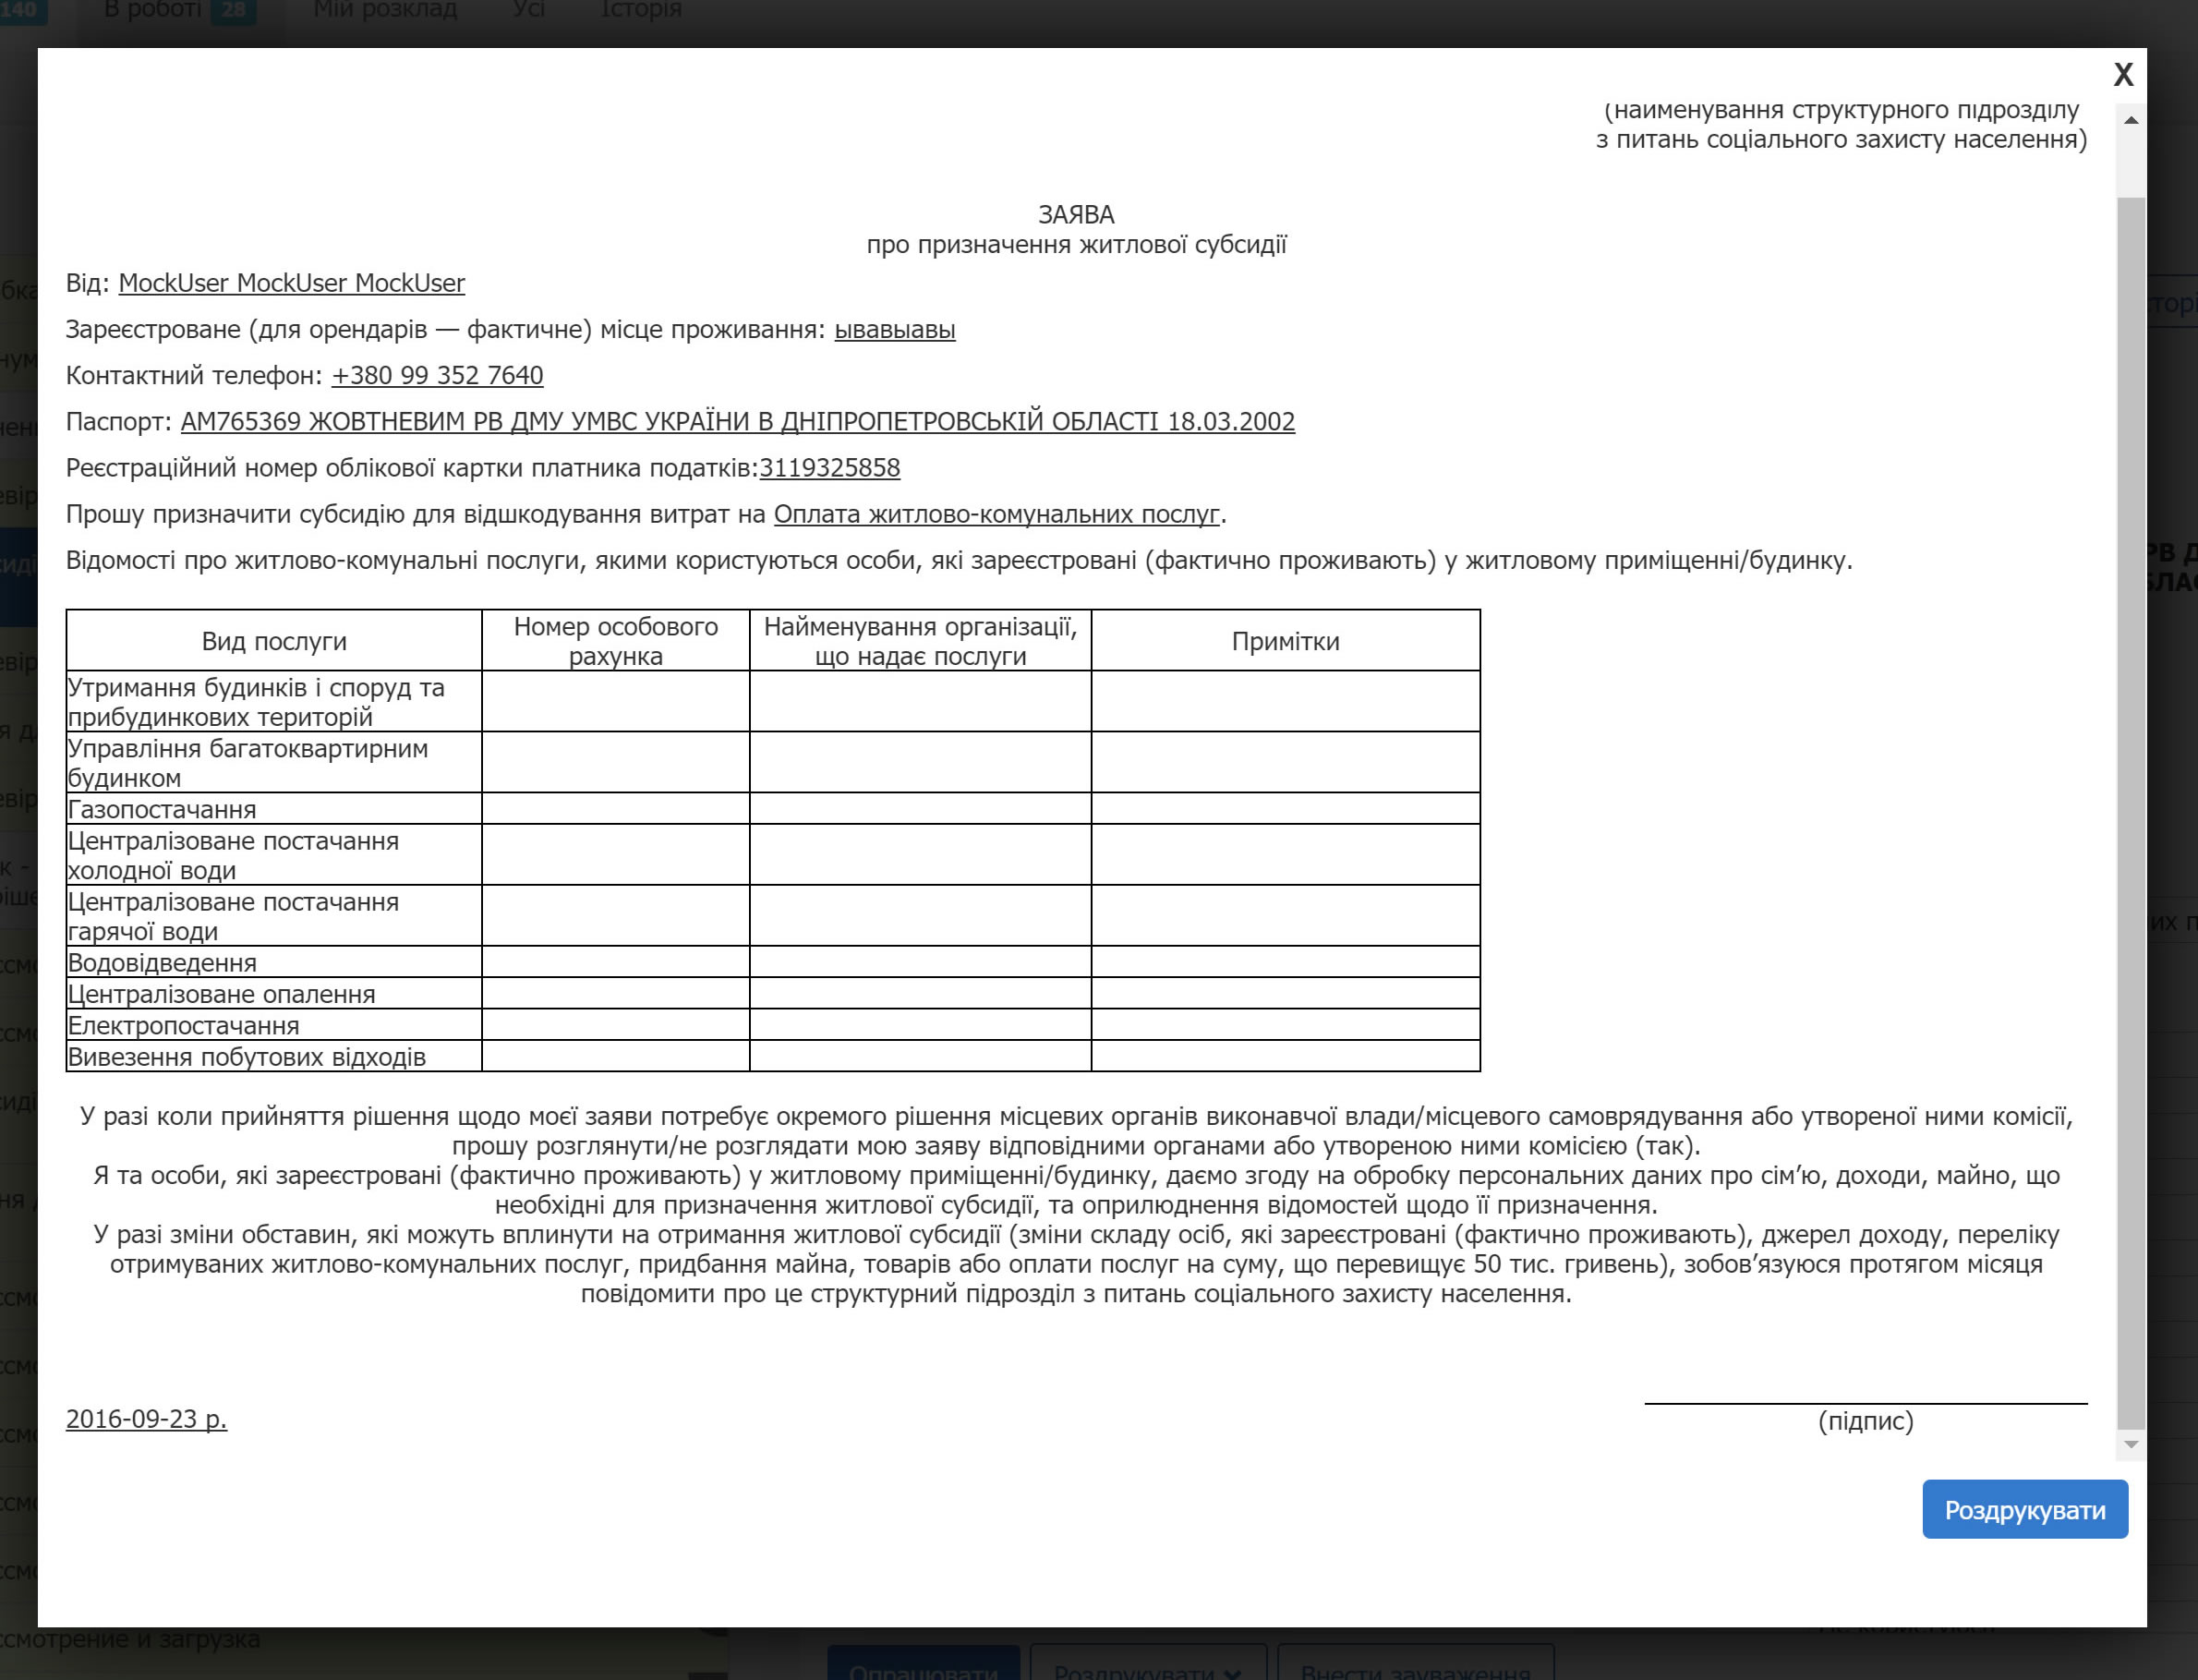 140
В роботі 28
Мій розклад
Усі
Історія
X
(найменування структурного підрозділу
з питань соціального захисту населення)
ЗАЯВА
про призначення житлової субсидії
Від: MockUser MockUser MockUser
Зареєстроване (для орендарів — фактичне) місце проживання: ывавыавы
Контактний телефон: +380 99 352 7640
Паспорт: АМ765369 ЖОВТНЕВИМ РВ ДМУ УМВС УКРАЇНИ В ДНІПРОПЕТРОВСЬКІЙ ОБЛАСТІ 18.03.2002
Реєстраційний номер облікової картки платника податків:3119325858
Прошу призначити субсидію для відшкодування витрат на Оплата житлово-комунальних послуг.
Відомості про житлово-комунальні послуги, якими користуються особи, які зареєстровані (фактично проживають) у житловому приміщенні/будинку.
Вид послуги
Номер особового
рахунка
Найменування організації,
що надає послуги
Примітки
Утримання будинків і споруд та
прибудинкових територій
Управління багатоквартирним
будинком
Газопостачання
Централізоване постачання
холодної води
Централізоване постачання
гарячої води
Водовідведення
Централізоване опалення
Електропостачання
Вивезення побутових відходів
У разі коли прийняття рішення щодо моєї заяви потребує окремого рішення місцевих органів виконавчої влади/місцевого самоврядування або утвореної ними комісії,
прошу розглянути/не розглядати мою заяву відповідними органами або утвореною ними комісією (так).
Я та особи, які зареєстровані (фактично проживають) у житловому приміщенні/будинку, даємо згоду на обробку персональних даних про сім’ю, доходи, майно, що
необхідні для призначення житлової субсидії, та оприлюднення відомостей щодо її призначення.
У разі зміни обставин, які можуть вплинути на отримання житлової субсидії (зміни складу осіб, які зареєстровані (фактично проживають), джерел доходу, переліку
отримуваних житлово-комунальних послуг, придбання майна, товарів або оплати послуг на суму, що перевищує 50 тис. гривень), зобов’язуюся протягом місяця
повідомити про це структурний підрозділ з питань соціального захисту населення.
2016-09-23 р.
(підпис)
Роздрукувати
Опрацювати
Роздрукувати
Внести зауваження